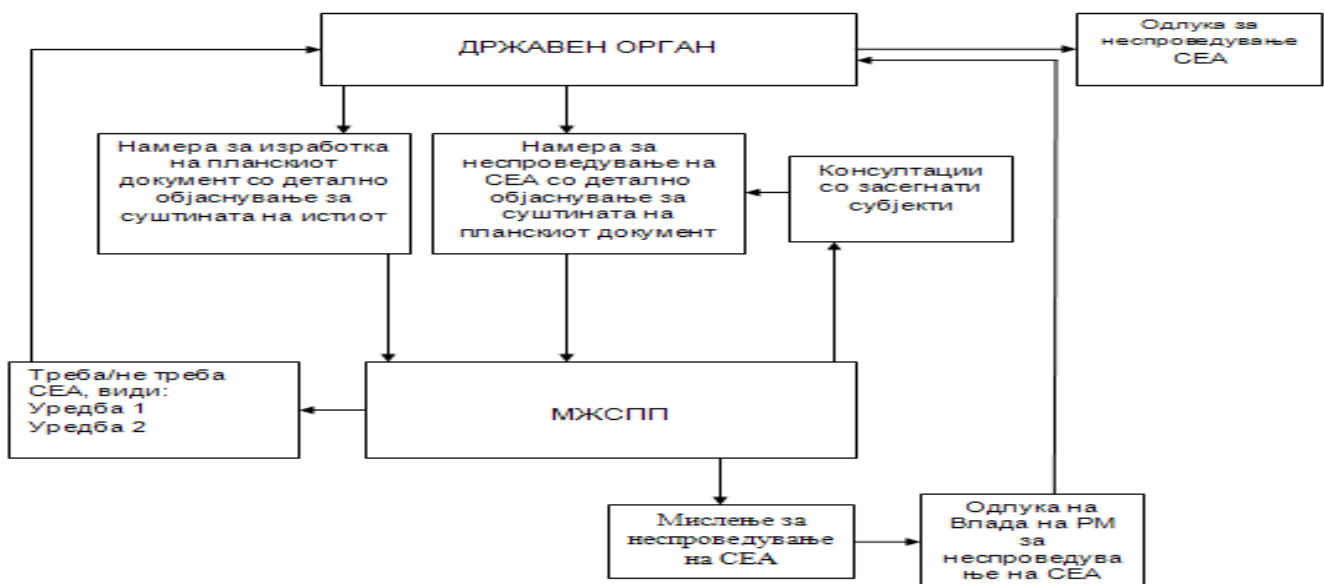 ДРЖАВЕН ОРГАН
Одлука за
неспроведување
СЕА
Намера за изработка
на планскиот
документ со детално
објаснување за
суштината на истиот
Намера за
неспроведување на
СЕА со детално
објаснување за
суштината на
планскиот документ
Консултации
со засегнати
субјекти
Треба/не треба
СЕА, види:
Уредба 1
Уредба 2
МЖСПП
Мислење за
неспроведување
на СЕА
Одлука на
Влада на РМ
за
неспроведува
ње на СЕА